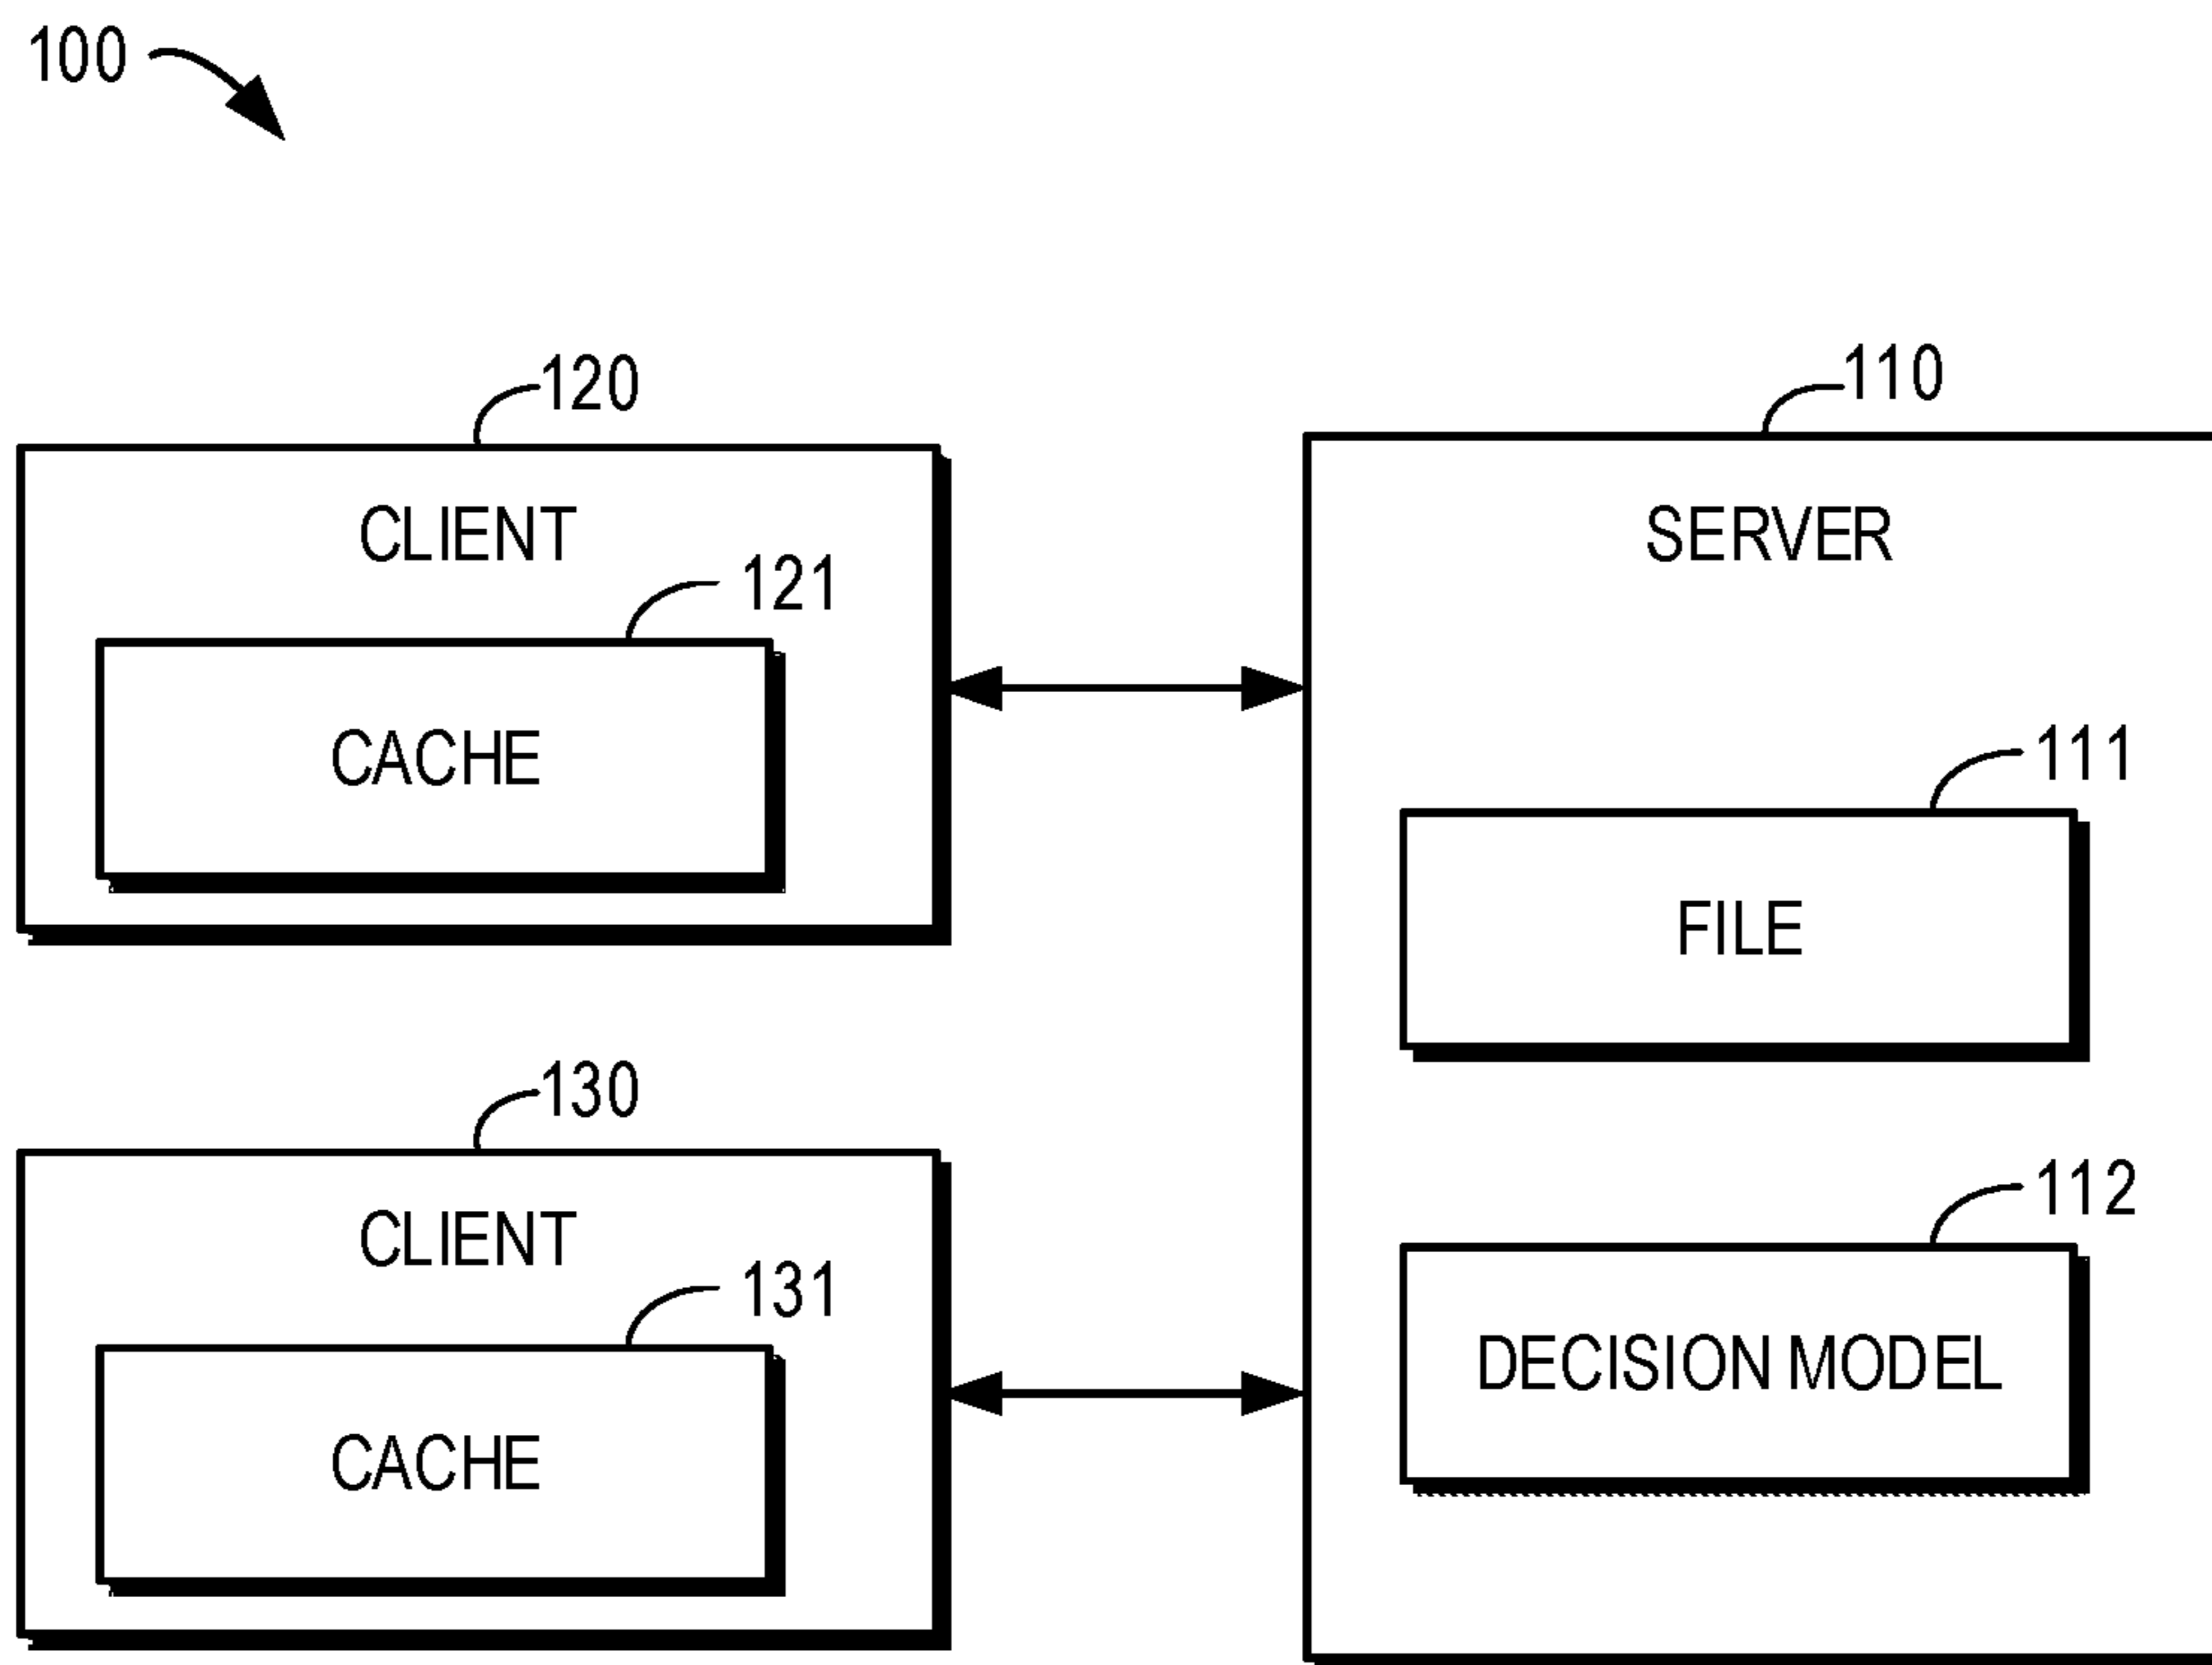 100
120
CLIENT
121
CACHE
110
SERVER
111
FILE
130
CLIENT
131
CACHE
112
DECISION MODEL